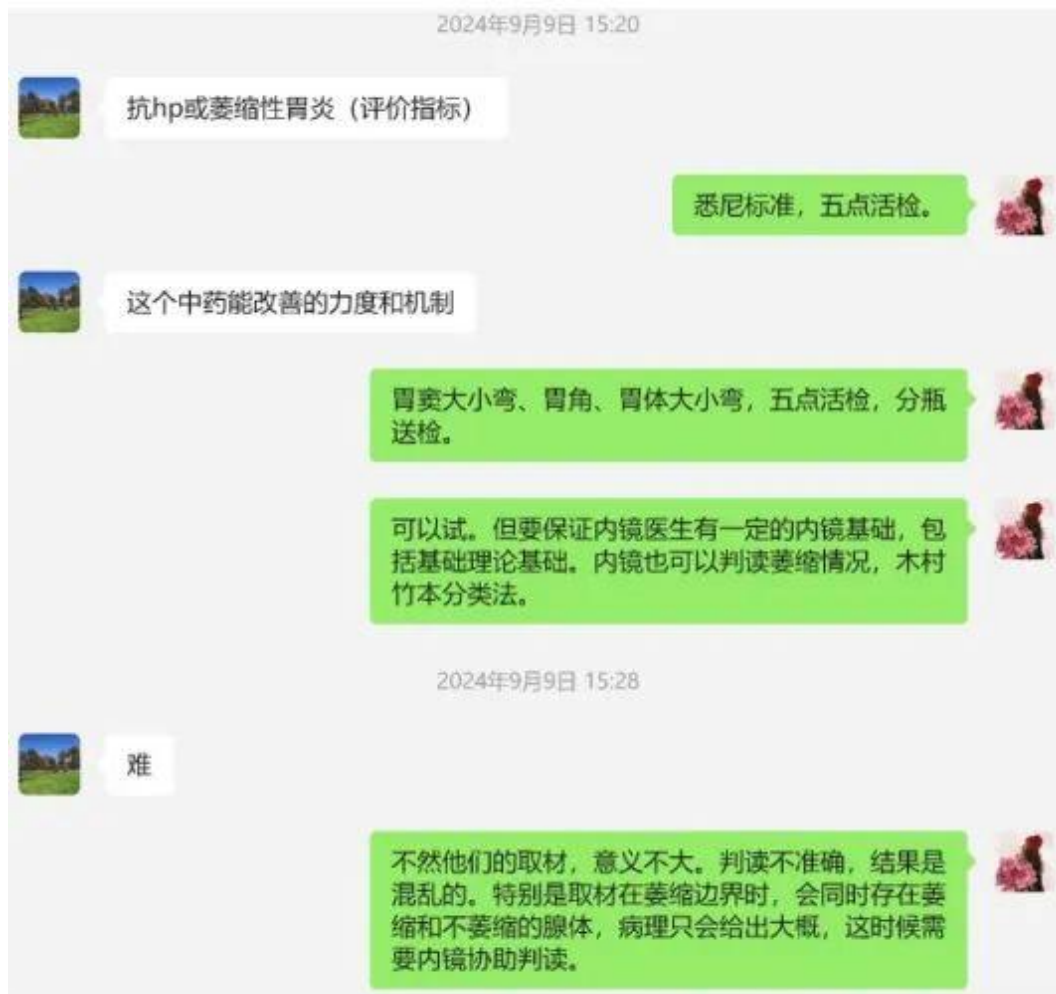 2024年9月9日 15:20
抗hp或萎缩性胃炎（评价指标）
悉尼标准，五点活检。
这个中药能改善的力度和机制
胃窦大小弯、胃角、胃体大小弯，五点活检，分瓶
送检。
可以试。但要保证内镜医生有一定的内镜基础，包
括基础理论基础。内镜也可以判读萎缩情况，木村
竹本分类法。
2024年9月9日 15:28
难
不然他们的取材，意义不大。判读不准确，结果是
混乱的。特别是取材在萎缩边界时，会同时存在萎
缩和不萎缩的腺体，病理只会给出大概，这时候需
要内镜协助判读。